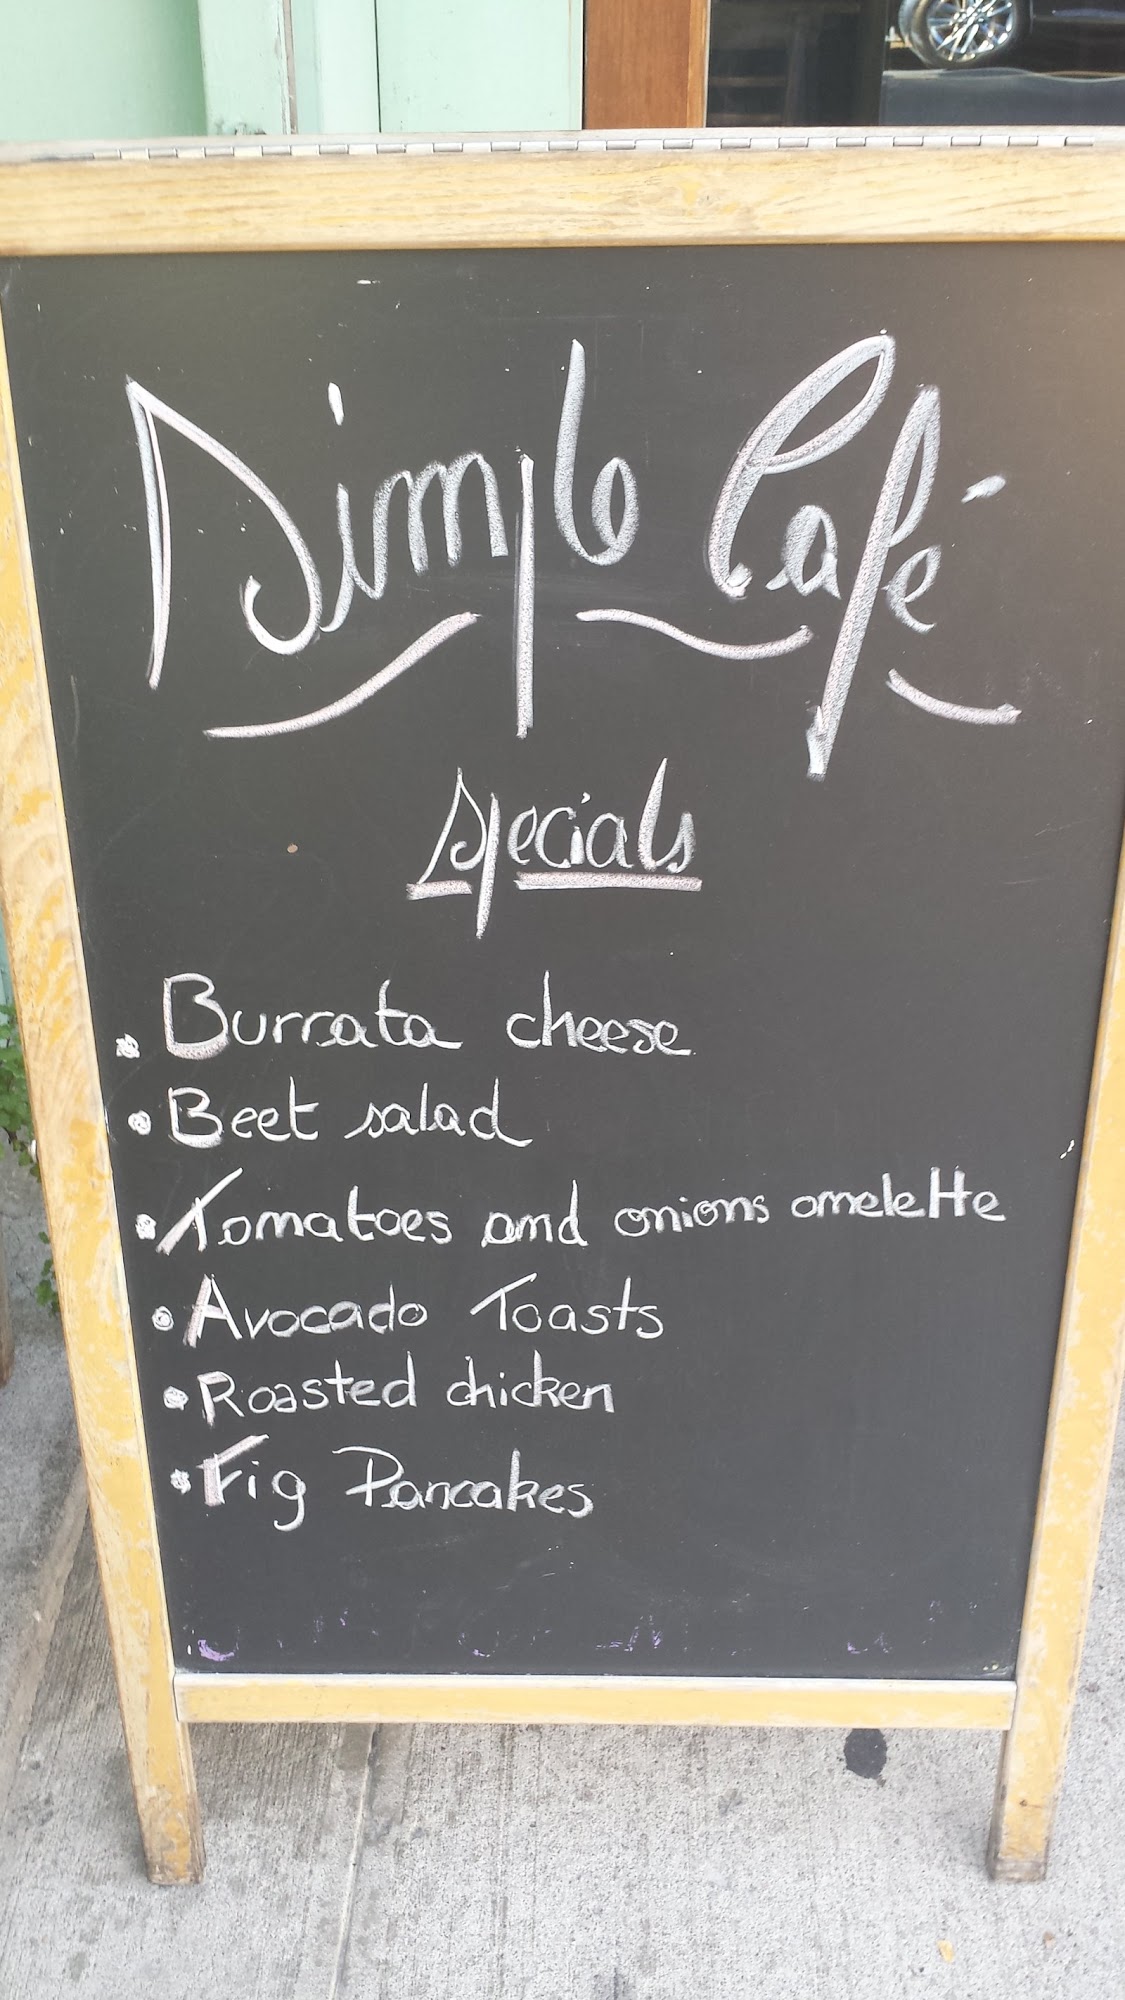 Dimple Café
Specials
• Burrata cheese
• Beet salad
• Tomatoes and onions omelette
• Avocado Toasts
• Roasted chicken
• Fig Pancakes